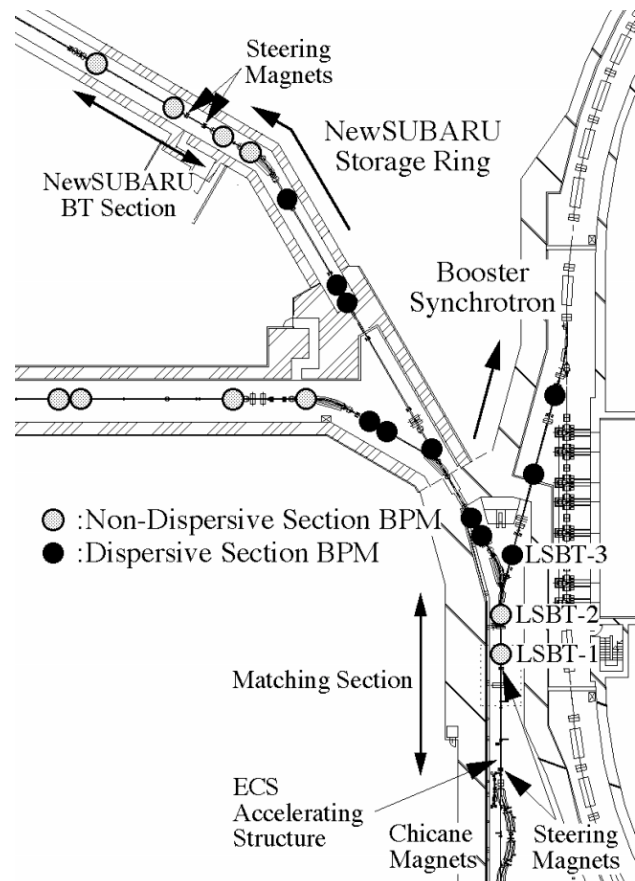 Steering
Magnets
NewSUBARU
Storage Ring
NewSUBARU
BT Section
Booster
Synchrotron
:Non-Dispersive Section BPM
:Dispersive Section BPM
LSBT-3
LSBT-2
LSBT-1
Matching Section
ECS
Accelerating
Structure
Chicane
Magnets
Steering
Magnets